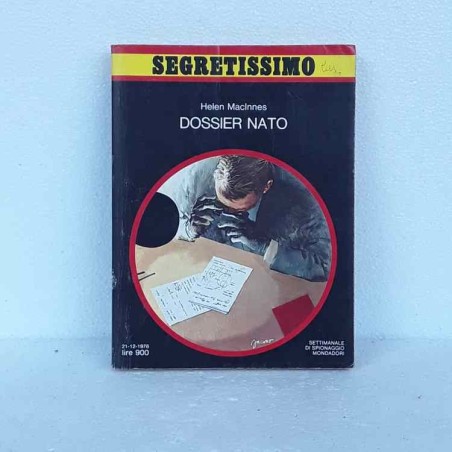 SEGRETISSIMO
Helen MacInnes
DOSSIER NATO
21-12-1976
lire 900
SETTIMANALE
DI SPIONAGGIO
MONDADORI